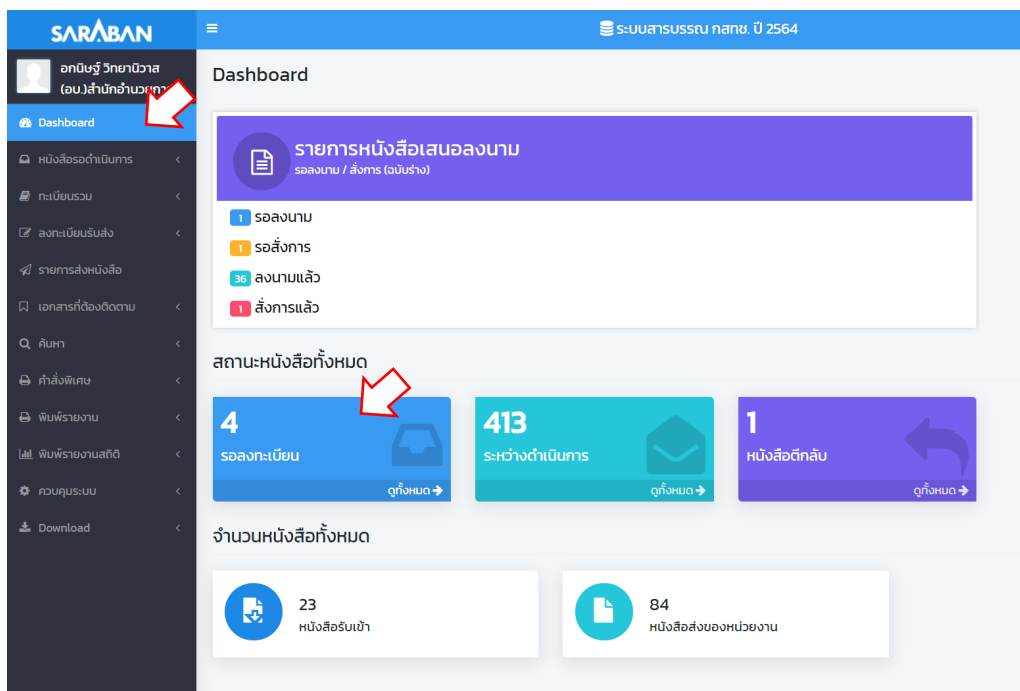 SARABAN
ระบบสารบรรณ กสทช. ปี 2564
อกนิษฐ์ วิทยานิวาส
(อบ.)สำนักอำนวยการ
Dashboard
หนังสือรอดำเนินการ
ทะเบียนรวม
ลงทะเบียนรับส่ง
รายการส่งหนังสือ
เอกสารที่ต้องติดตาม
ค้นหา
คำสั่งพิเศษ
พิมพ์รายงาน
พิมพ์รายงานสถิติ
ควบคุมระบบ
Download
Dashboard
รายการหนังสือเสนอลงนาม
รอลงนาม / สั่งการ (ฉบับร่าง)
1 รอลงนาม
1 รอสั่งการ
36 ลงนามแล้ว
1 สั่งการแล้ว
สถานะหนังสือทั้งหมด
4
รอลงทะเบียน
ดูทั้งหมด
413
ระหว่างดำเนินการ
ดูทั้งหมด
1
หนังสือตีกลับ
ดูทั้งหมด
จำนวนหนังสือทั้งหมด
23
หนังสือรับเข้า
84
หนังสือส่งของหน่วยงาน